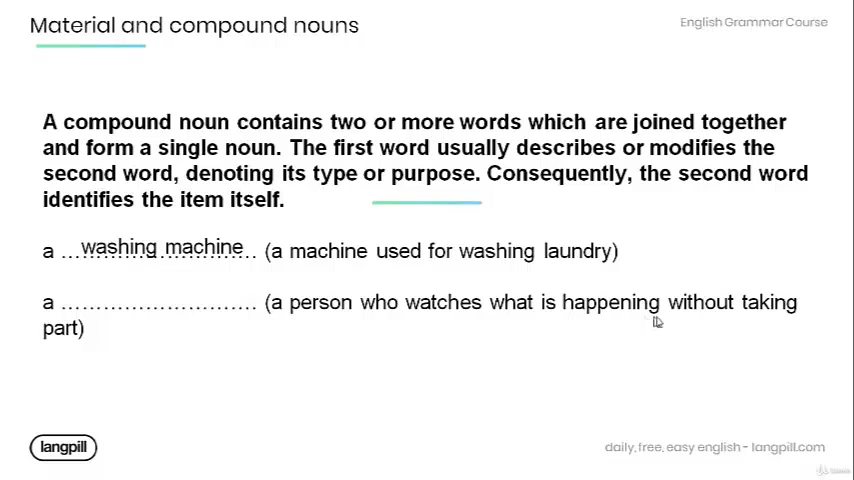 Material and compound nouns
English Grammar Course
A compound noun contains two or more words which are joined together
and form a single noun. The first word usually describes or modifies the
second word, denoting its type or purpose. Consequently, the second word
identifies the item itself.
a ...washing machine.. (a machine used for washing laundry)
a ............................ (a person who watches what is happening without taking
part)
langpill
daily, free, easy english - langpill.com